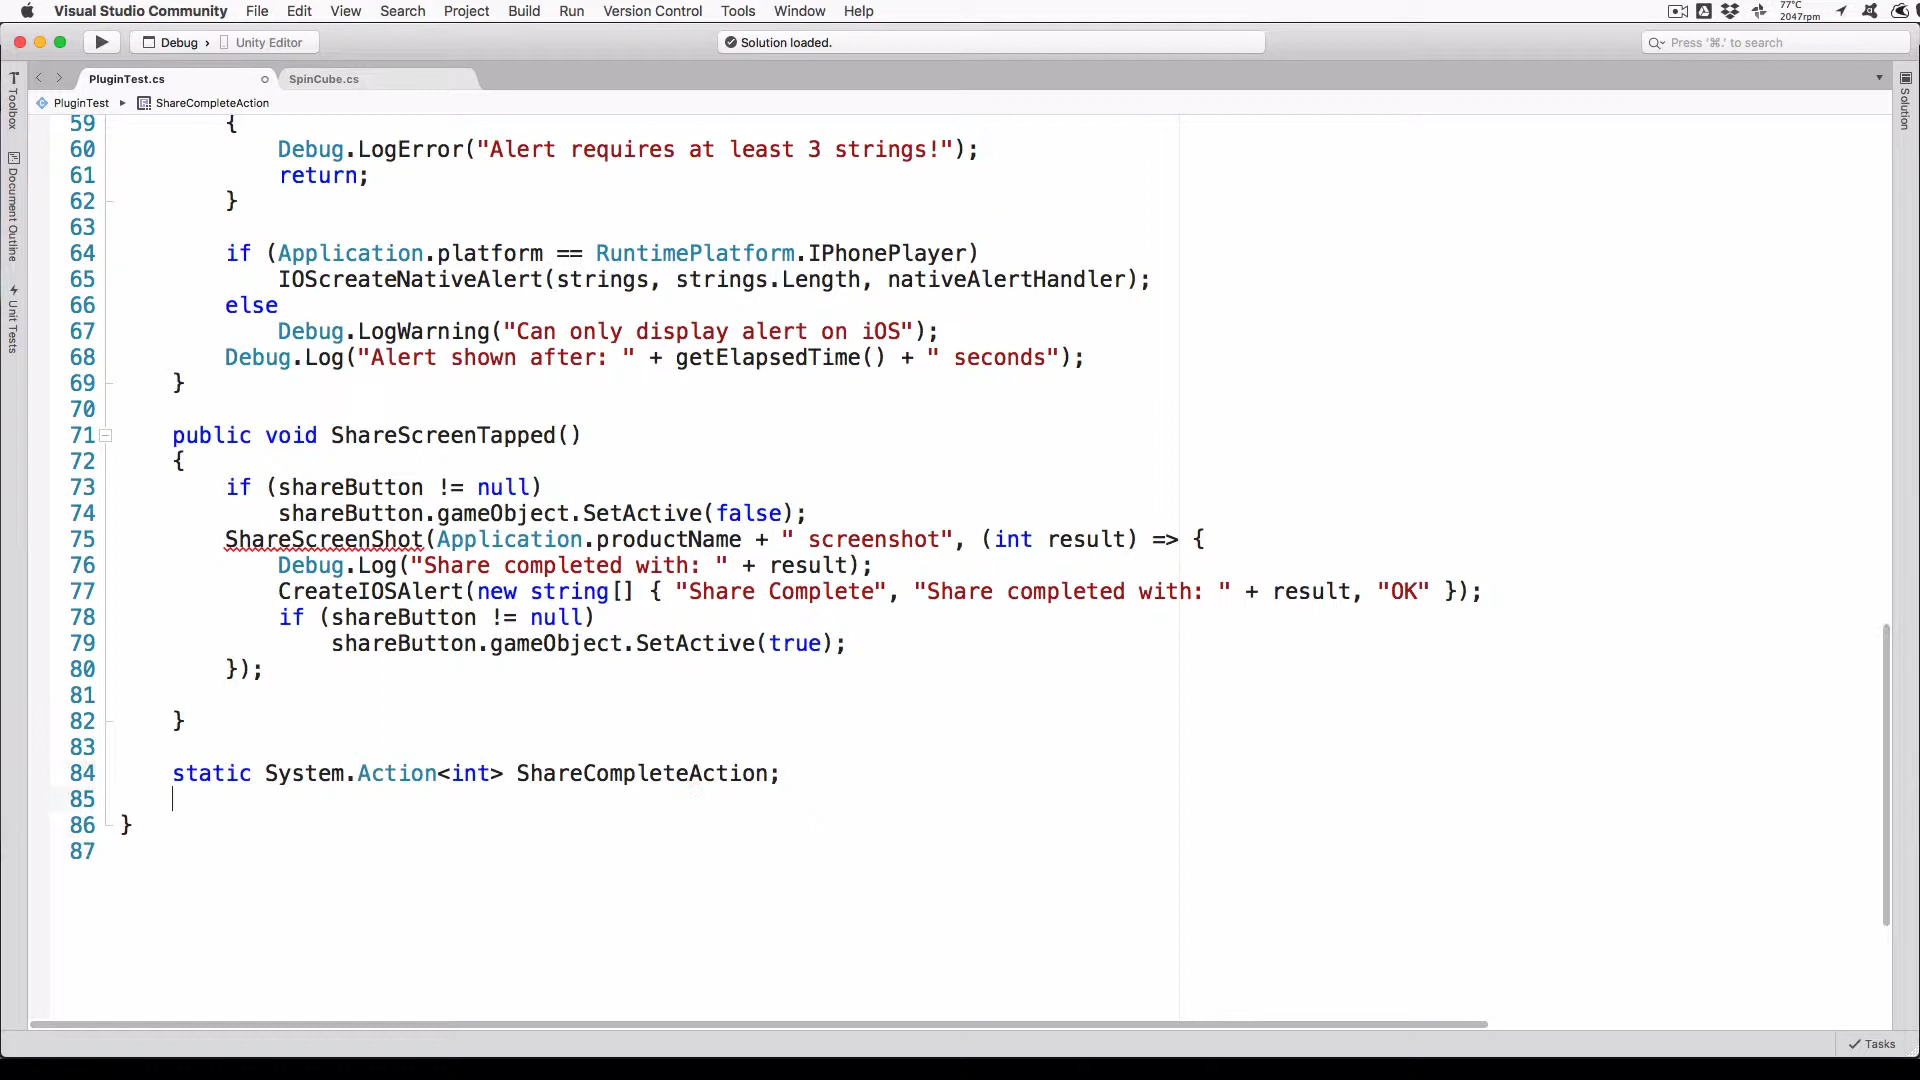 Visual Studio Community File Edit View Search Project Build Run Version Control Tools Window Help 77°C 2047rpm
Debug › Unity Editor Solution loaded. Press ‘⌘.’ to search
PluginTest.cs SpinCube.cs
PluginTest ▸ ShareCompleteAction
Toolbox
Document Outline
Unit Tests
Solution
59 {
60 Debug.LogError("Alert requires at least 3 strings!");
61 return;
62 }
63
64 if (Application.platform == RuntimePlatform.IPhonePlayer)
65 IOScreateNativeAlert(strings, strings.Length, nativeAlertHandler);
66 else
67 Debug.LogWarning("Can only display alert on iOS");
68 Debug.Log("Alert shown after: " + getElapsedTime() + " seconds");
69 }
70
71 public void ShareScreenTapped()
72 {
73 if (shareButton != null)
74 shareButton.gameObject.SetActive(false);
75 ShareScreenShot(Application.productName + " screenshot", (int result) => {
76 Debug.Log("Share completed with: " + result);
77 CreateIOSAlert(new string[] { "Share Complete", "Share completed with: " + result, "OK" });
78 if (shareButton != null)
79 shareButton.gameObject.SetActive(true);
80 });
81
82 }
83
84 static System.Action<int> ShareCompleteAction;
85
86 }
87
Tasks